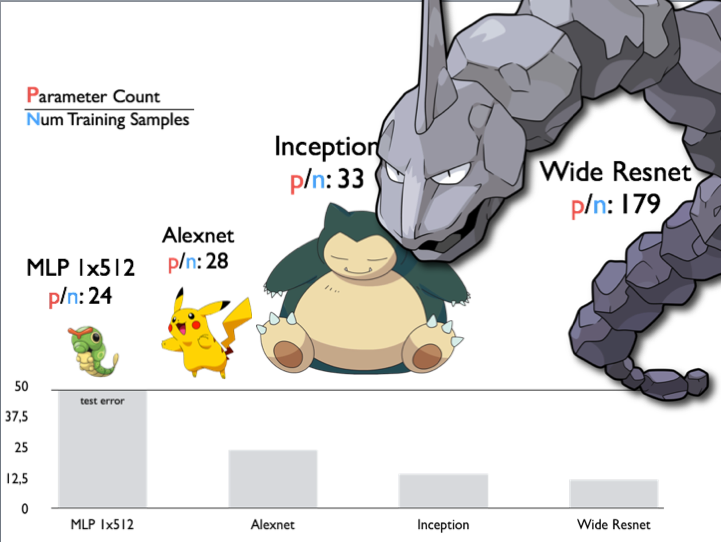 Parameter Count
Num Training Samples
Inception
p/n: 33
Wide Resnet
p/n: 179
Alexnet
p/n: 28
MLP 1x512
p/n: 24
50
37,5
25
12,5
0
test error
MLP 1x512
Alexnet
Inception
Wide Resnet